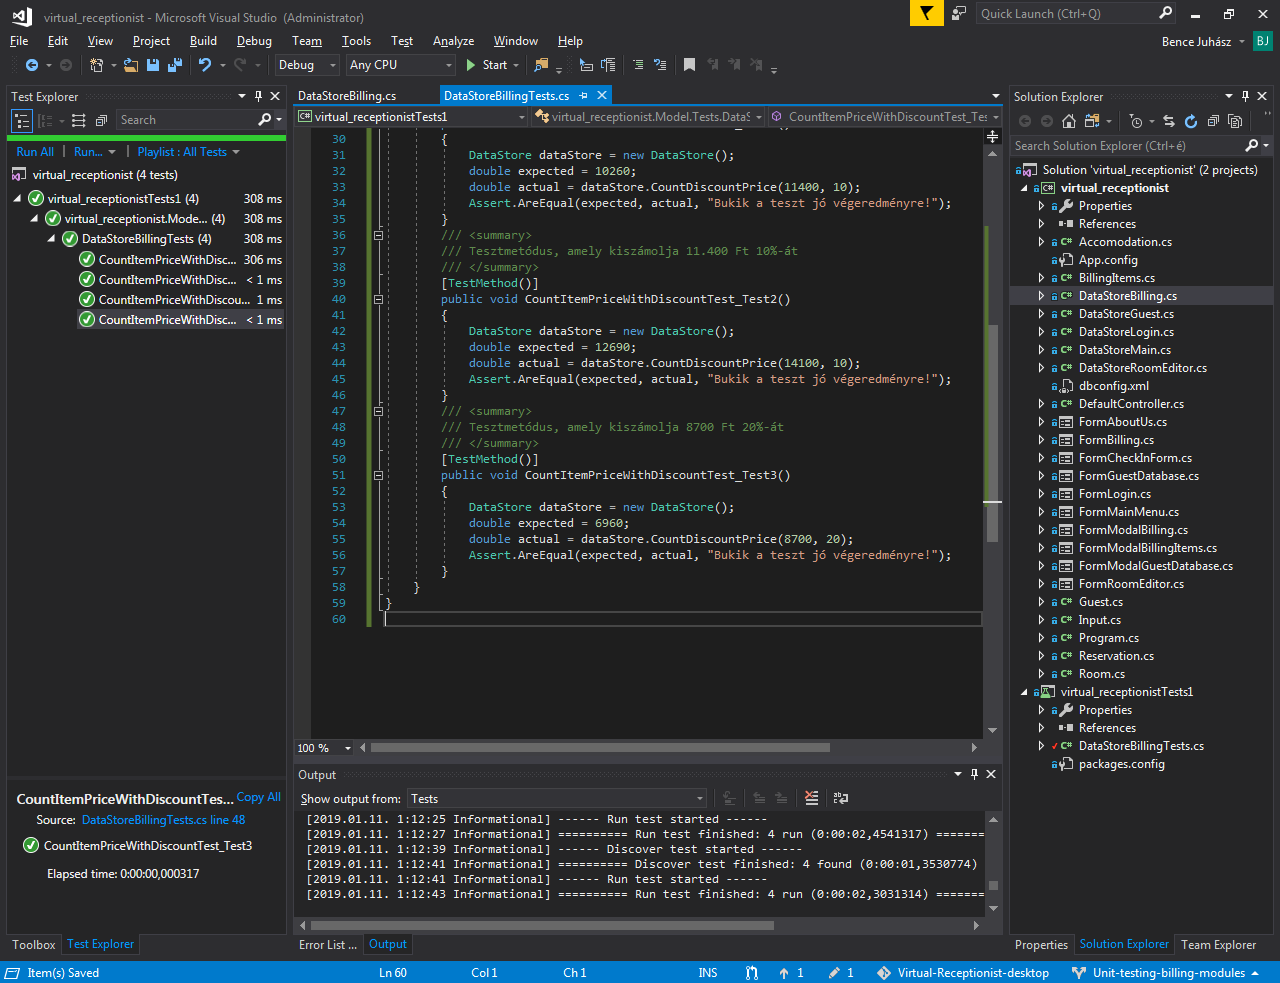 virtual_receptionist - Microsoft Visual Studio (Administrator)
Quick Launch (Ctrl+Q)
File Edit View Project Build Debug Team Tools Test Analyze Window Help
Bence Juhász BJ
Debug Any CPU Start
Test Explorer
Search
Run All | Run... | Playlist : All Tests
virtual_receptionist (4 tests)
virtual_receptionistTests1 (4) 308 ms
virtual_receptionist.Mode... (4) 308 ms
DataStoreBillingTests (4) 308 ms
CountItemPriceWithDisc... 306 ms
CountItemPriceWithDisc... < 1 ms
CountItemPriceWithDiscou... 1 ms
CountItemPriceWithDisc... < 1 ms
CountItemPriceWithDiscountTes... Copy All
Source: DataStoreBillingTests.cs line 48
CountItemPriceWithDiscountTest_Test3
Elapsed time: 0:00:00,000317
Toolbox Test Explorer
DataStoreBilling.cs DataStoreBillingTests.cs
virtual_receptionistTests1 virtual_receptionist.Model.Tests.DataS CountItemPriceWithDiscountTest_Tes
30 {
31 DataStore dataStore = new DataStore();
32 double expected = 10260;
33 double actual = dataStore.CountDiscountPrice(11400, 10);
34 Assert.AreEqual(expected, actual, "Bukik a teszt jó végeredményre!");
35 }
36 /// <summary>
37 /// Tesztmetódus, amely kiszámolja 11.400 Ft 10%-át
38 /// </summary>
39 [TestMethod()]
40 public void CountItemPriceWithDiscountTest_Test2()
41 {
42 DataStore dataStore = new DataStore();
43 double expected = 12690;
44 double actual = dataStore.CountDiscountPrice(14100, 10);
45 Assert.AreEqual(expected, actual, "Bukik a teszt jó végeredményre!");
46 }
47 /// <summary>
48 /// Tesztmetódus, amely kiszámolja 8700 Ft 20%-át
49 /// </summary>
50 [TestMethod()]
51 public void CountItemPriceWithDiscountTest_Test3()
52 {
53 DataStore dataStore = new DataStore();
54 double expected = 6960;
55 double actual = dataStore.CountDiscountPrice(8700, 20);
56 Assert.AreEqual(expected, actual, "Bukik a teszt jó végeredményre!");
57 }
58 }
59 }
60
100 %
Output
Show output from: Tests
[2019.01.11. 1:12:25 Informational] ------ Run test started ------
[2019.01.11. 1:12:27 Informational] ========== Run test finished: 4 run (0:00:02,4541317) =======
[2019.01.11. 1:12:39 Informational] ------ Discover test started ------
[2019.01.11. 1:12:41 Informational] ========== Discover test finished: 4 found (0:00:01,3530774)
[2019.01.11. 1:12:41 Informational] ------ Run test started ------
[2019.01.11. 1:12:43 Informational] ========== Run test finished: 4 run (0:00:02,3031314) =======
Error List ... Output
Solution Explorer
Search Solution Explorer (Ctrl+é)
Solution 'virtual_receptionist' (2 projects)
virtual_receptionist
Properties
References
C# Accomodation.cs
App.config
C# BillingItems.cs
C# DataStoreBilling.cs
C# DataStoreGuest.cs
C# DataStoreLogin.cs
C# DataStoreMain.cs
C# DataStoreRoomEditor.cs
dbconfig.xml
C# DefaultController.cs
FormAboutUs.cs
FormBilling.cs
FormCheckInForm.cs
FormGuestDatabase.cs
FormLogin.cs
FormMainMenu.cs
FormModalBilling.cs
FormModalBillingItems.cs
FormModalGuestDatabase.cs
FormRoomEditor.cs
C# Guest.cs
C# Input.cs
C# Program.cs
C# Reservation.cs
C# Room.cs
virtual_receptionistTests1
Properties
References
C# DataStoreBillingTests.cs
packages.config
Properties Solution Explorer Team Explorer
Item(s) Saved Ln 60 Col 1 Ch 1 INS 1 1 Virtual-Receptionist-desktop Unit-testing-billing-modules